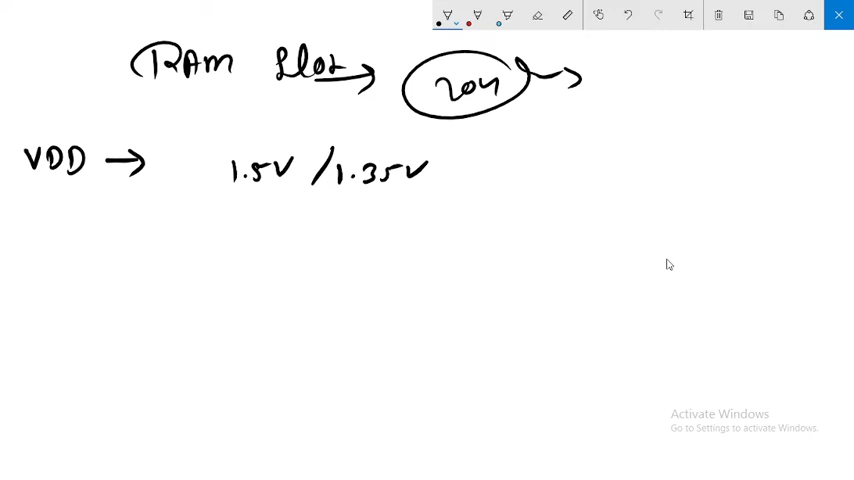 RAM Slot → 204 →
VDD → 1.5V / 1.35V
Activate Windows
Go to Settings to activate Windows.